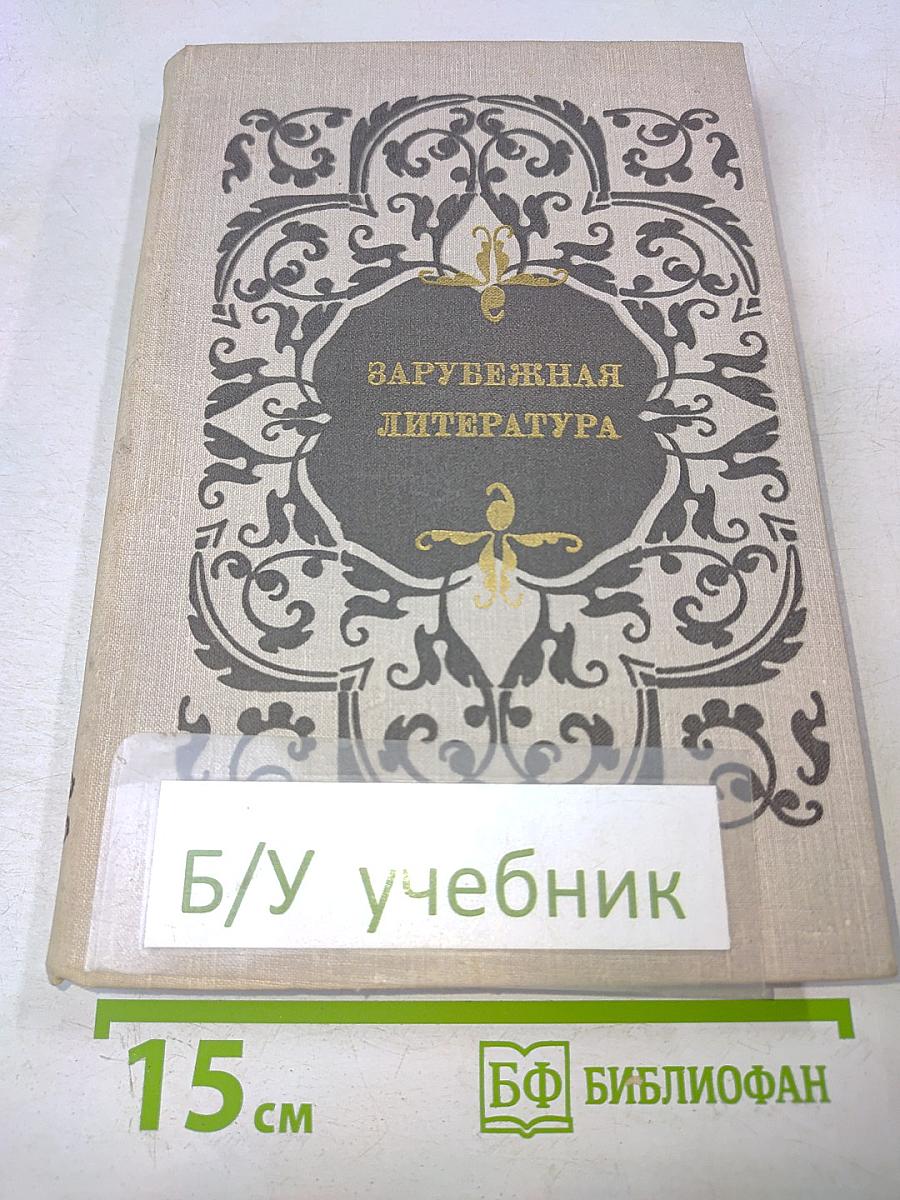 ЗАРУБЕЖНАЯ
ЛИТЕРАТУРА
Б/У учебник
15 см
БФ БИБЛИОФАН